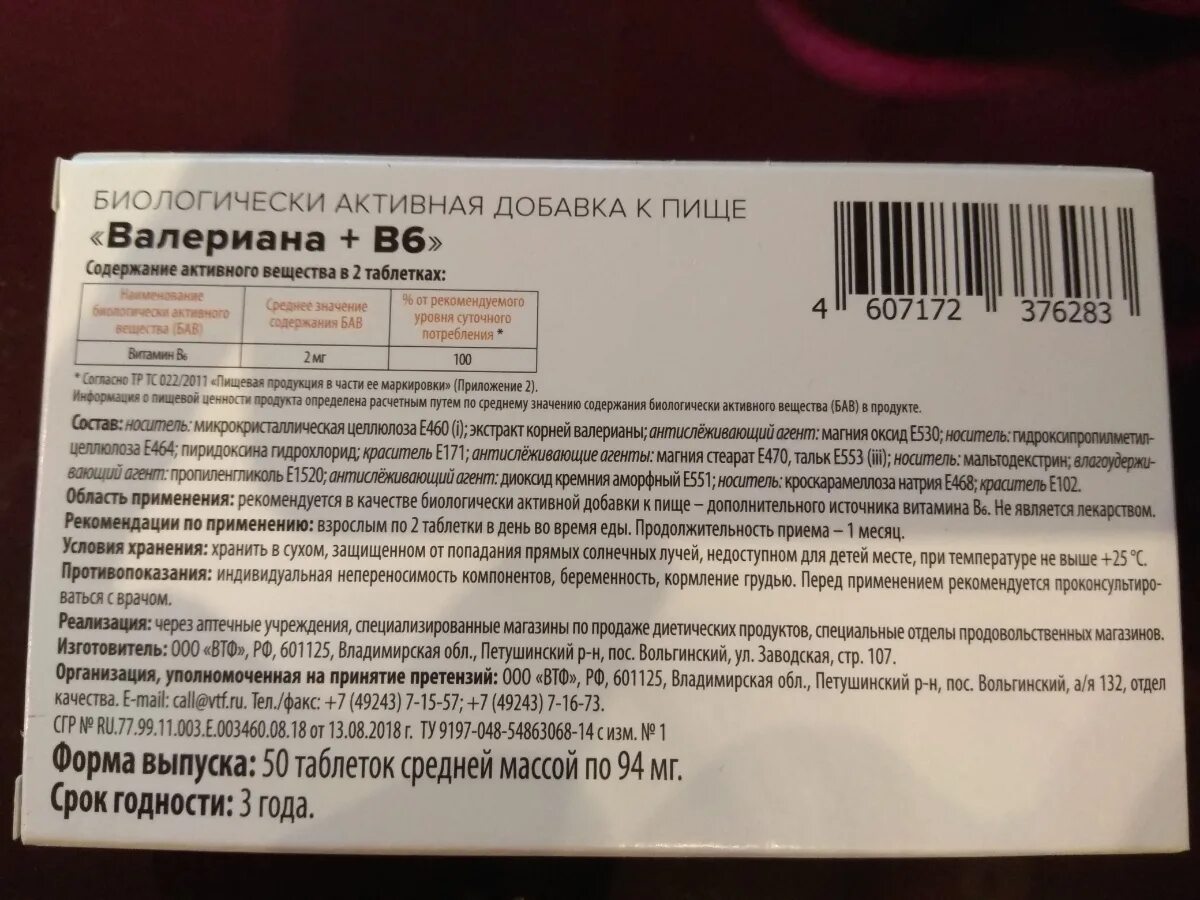 БИОЛОГИЧЕСКИ АКТИВНАЯ ДОБАВКА К ПИЩЕ
«Валериана + В6»
Содержание активного вещества в 2 таблетках:
Наименование биологически активного вещества (БАВ) Среднее значение содержания БАВ % от рекомендуемого уровня суточного потребления *
Витамин В₆ 2 мг 100
* Согласно ТР ТС 022/2011 «Пищевая продукция в части ее маркировки» (Приложение 2).
Информация о пищевой ценности продукта определена расчетным путем по среднему значению содержания биологически активного вещества (БАВ) в продукте.
Состав: носитель: микрокристаллическая целлюлоза Е460 (i); экстракт корней валерианы; антислёживающий агент: магния оксид Е530; носитель: гидроксипропилметил-
целлюлоза Е464; пиридоксина гидрохлорид; краситель Е171; антислёживающие агенты: магния стеарат Е470, тальк Е553 (iii); носитель: мальтодекстрин; влагоудержи-
вающий агент: пропиленгликоль Е1520; антислёживающий агент: диоксид кремния аморфный Е551; носитель: кроскарамеллоза натрия Е468; краситель Е102.
Область применения: рекомендуется в качестве биологически активной добавки к пище – дополнительного источника витамина В₆. Не является лекарством.
Рекомендации по применению: взрослым по 2 таблетки в день во время еды. Продолжительность приема – 1 месяц.
Условия хранения: хранить в сухом, защищенном от попадания прямых солнечных лучей, недоступном для детей месте, при температуре не выше +25 °С.
Противопоказания: индивидуальная непереносимость компонентов, беременность, кормление грудью. Перед применением рекомендуется проконсультиро-
ваться с врачом.
Реализация: через аптечные учреждения, специализированные магазины по продаже диетических продуктов, специальные отделы продовольственных магазинов.
Изготовитель: ООО «ВТФ», РФ, 601125, Владимирская обл., Петушинский р-н, пос. Вольгинский, ул. Заводская, стр. 107.
Организация, уполномоченная на принятие претензий: ООО «ВТФ», РФ, 601125, Владимирская обл., Петушинский р-н, пос. Вольгинский, а/я 132, отдел
качества. E-mail: call@vtf.ru. Тел./факс: +7 (49243) 7-15-57; +7 (49243) 7-16-73.
СГР № RU.77.99.11.003.Е.003460.08.18 от 13.08.2018 г. ТУ 9197-048-54863068-14 с изм. № 1
Форма выпуска: 50 таблеток средней массой по 94 мг.
Срок годности: 3 года.
4 607172 376283